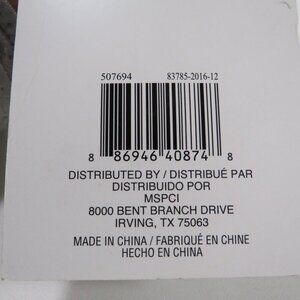 507694 83785-2016-12
8 86946 40874 8
DISTRIBUTED BY / DISTRIBUÉ PAR
DISTRIBUIDO POR
MSPCI
8000 BENT BRANCH DRIVE
IRVING, TX 75063
MADE IN CHINA / FABRIQUÉ EN CHINE
HECHO EN CHINA